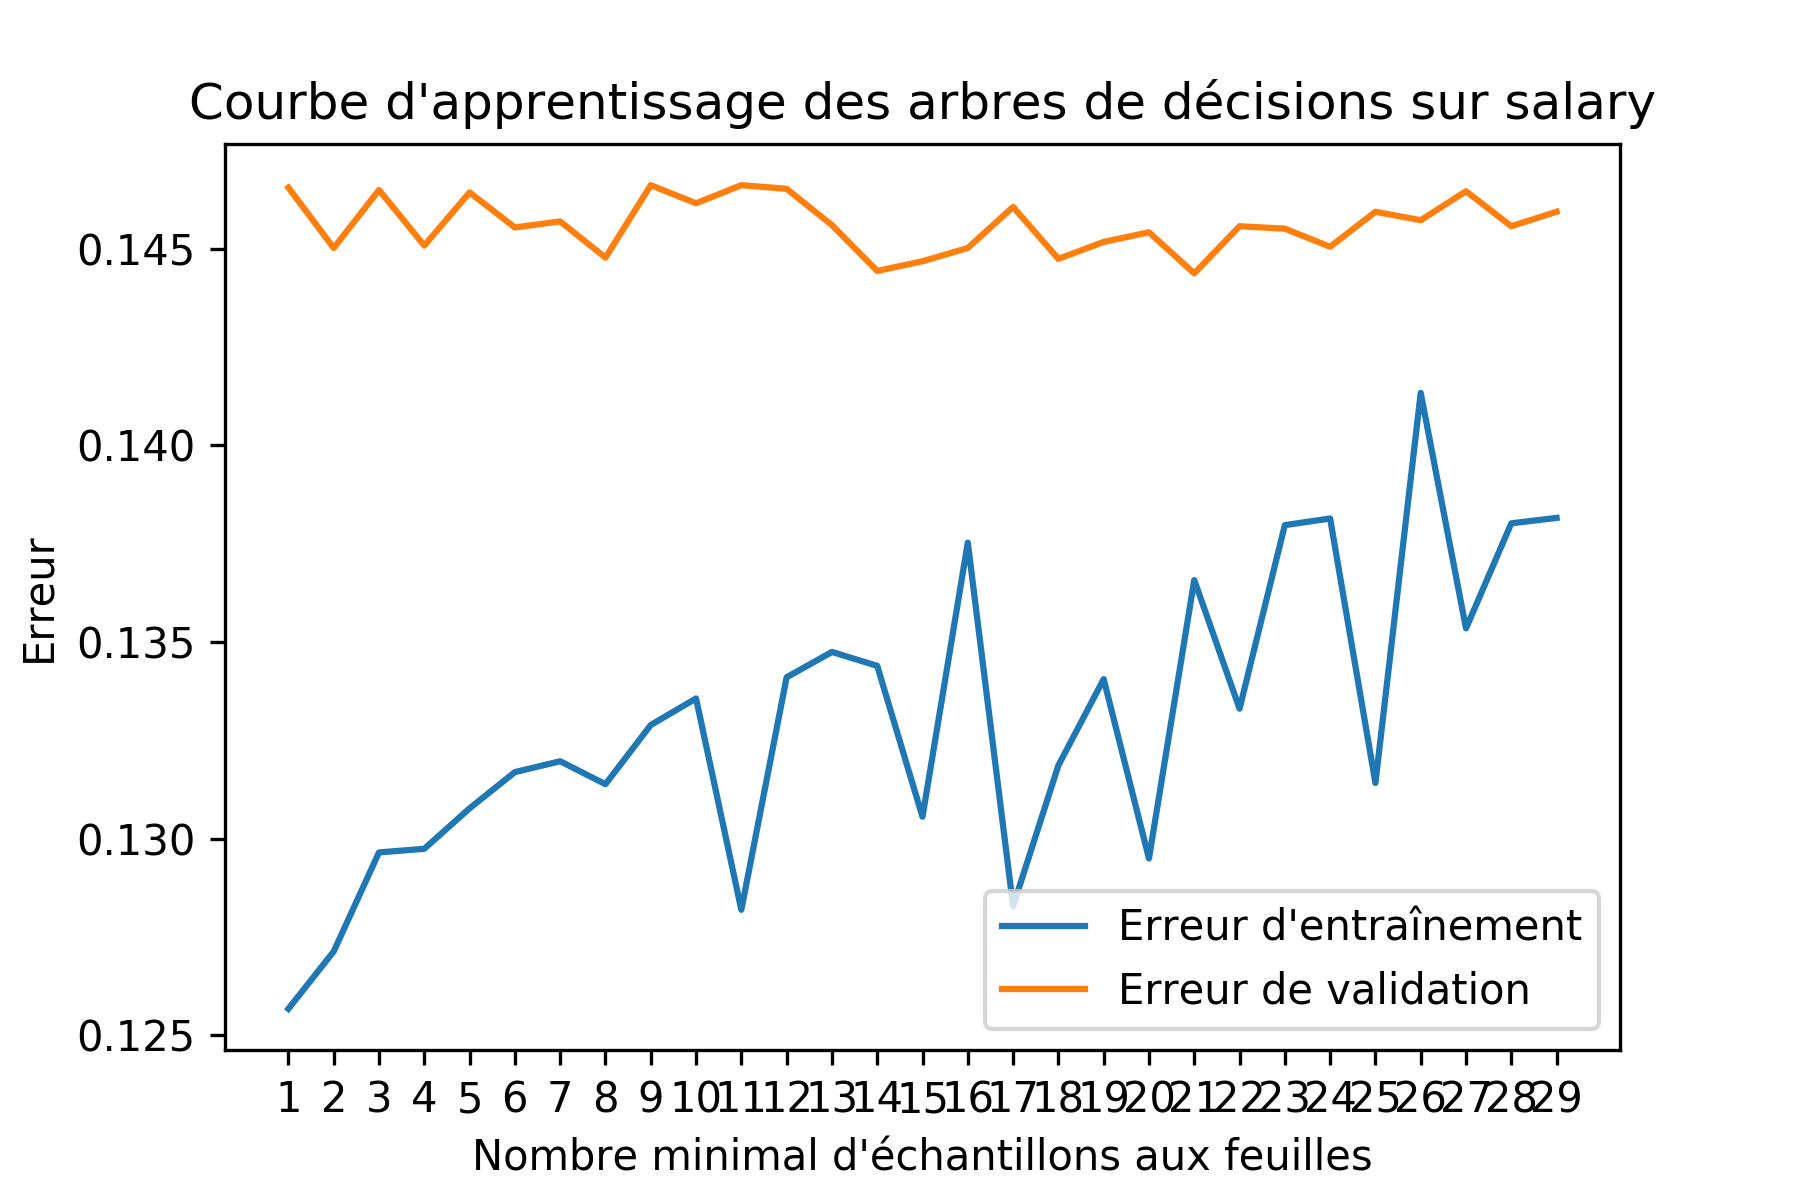 Courbe d'apprentissage des arbres de décisions sur salary
0.145
0.140
0.135
0.130
0.125
Erreur
Erreur d'entraînement
Erreur de validation
1 2 3 4 5 6 7 8 9 10 11 12 13 14 15 16 17 18 19 20 21 22 23 24 25 26 27 28 29
Nombre minimal d'échantillons aux feuilles